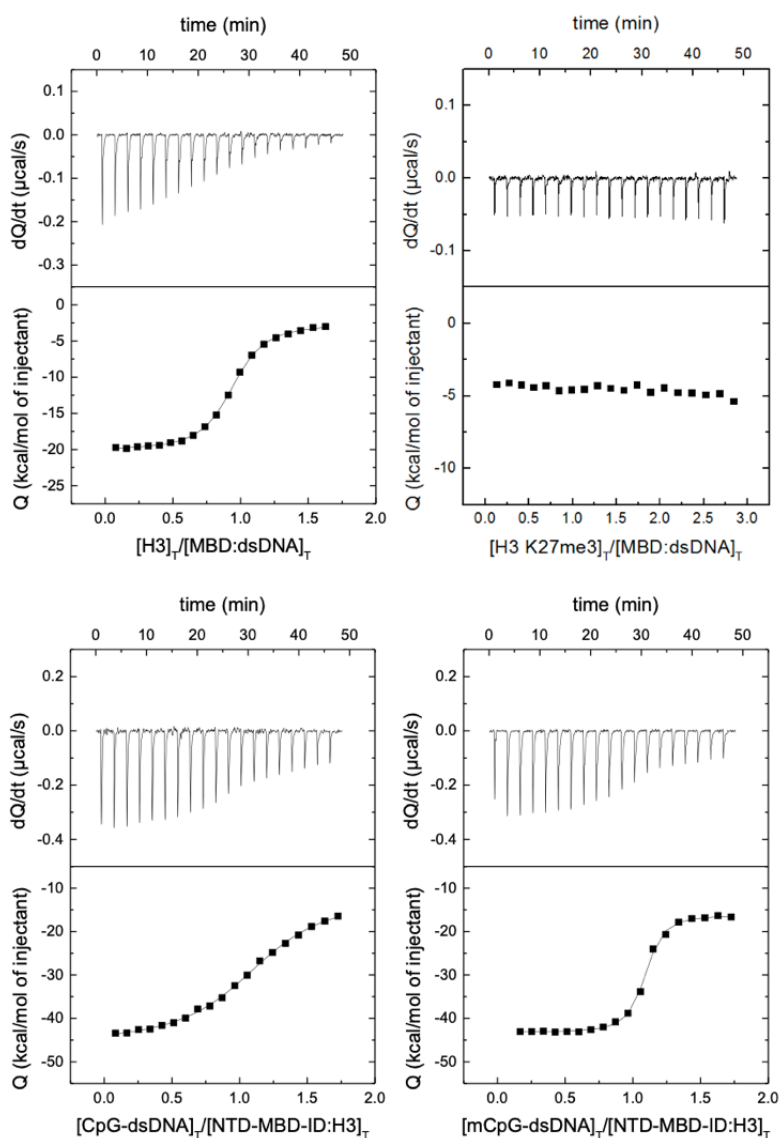 time (min)
0 10 20 30 40 50
0.1
0.0
-0.1
-0.2
-0.3
dQ/dt (µcal/s)
0
-5
-10
-15
-20
-25
Q (kcal/mol of injectant)
0.0 0.5 1.0 1.5 2.0
[H3]T/[MBD:dsDNA]T
time (min)
0 10 20 30 40 50
0.1
0.0
-0.1
dQ/dt (µcal/s)
0
-5
-10
Q (kcal/mol of injectant)
0.0 0.5 1.0 1.5 2.0 2.5 3.0
[H3 K27me3]T/[MBD:dsDNA]T
time (min)
0 10 20 30 40 50
0.2
0.0
-0.2
-0.4
dQ/dt (µcal/s)
-10
-20
-30
-40
-50
Q (kcal/mol of injectant)
0.0 0.5 1.0 1.5 2.0
[CpG-dsDNA]T/[NTD-MBD-ID:H3]T
time (min)
0 10 20 30 40 50
0.2
0.0
-0.2
-0.4
dQ/dt (µcal/s)
-10
-20
-30
-40
-50
Q (kcal/mol of injectant)
0.0 0.5 1.0 1.5 2.0
[mCpG-dsDNA]T/[NTD-MBD-ID:H3]T